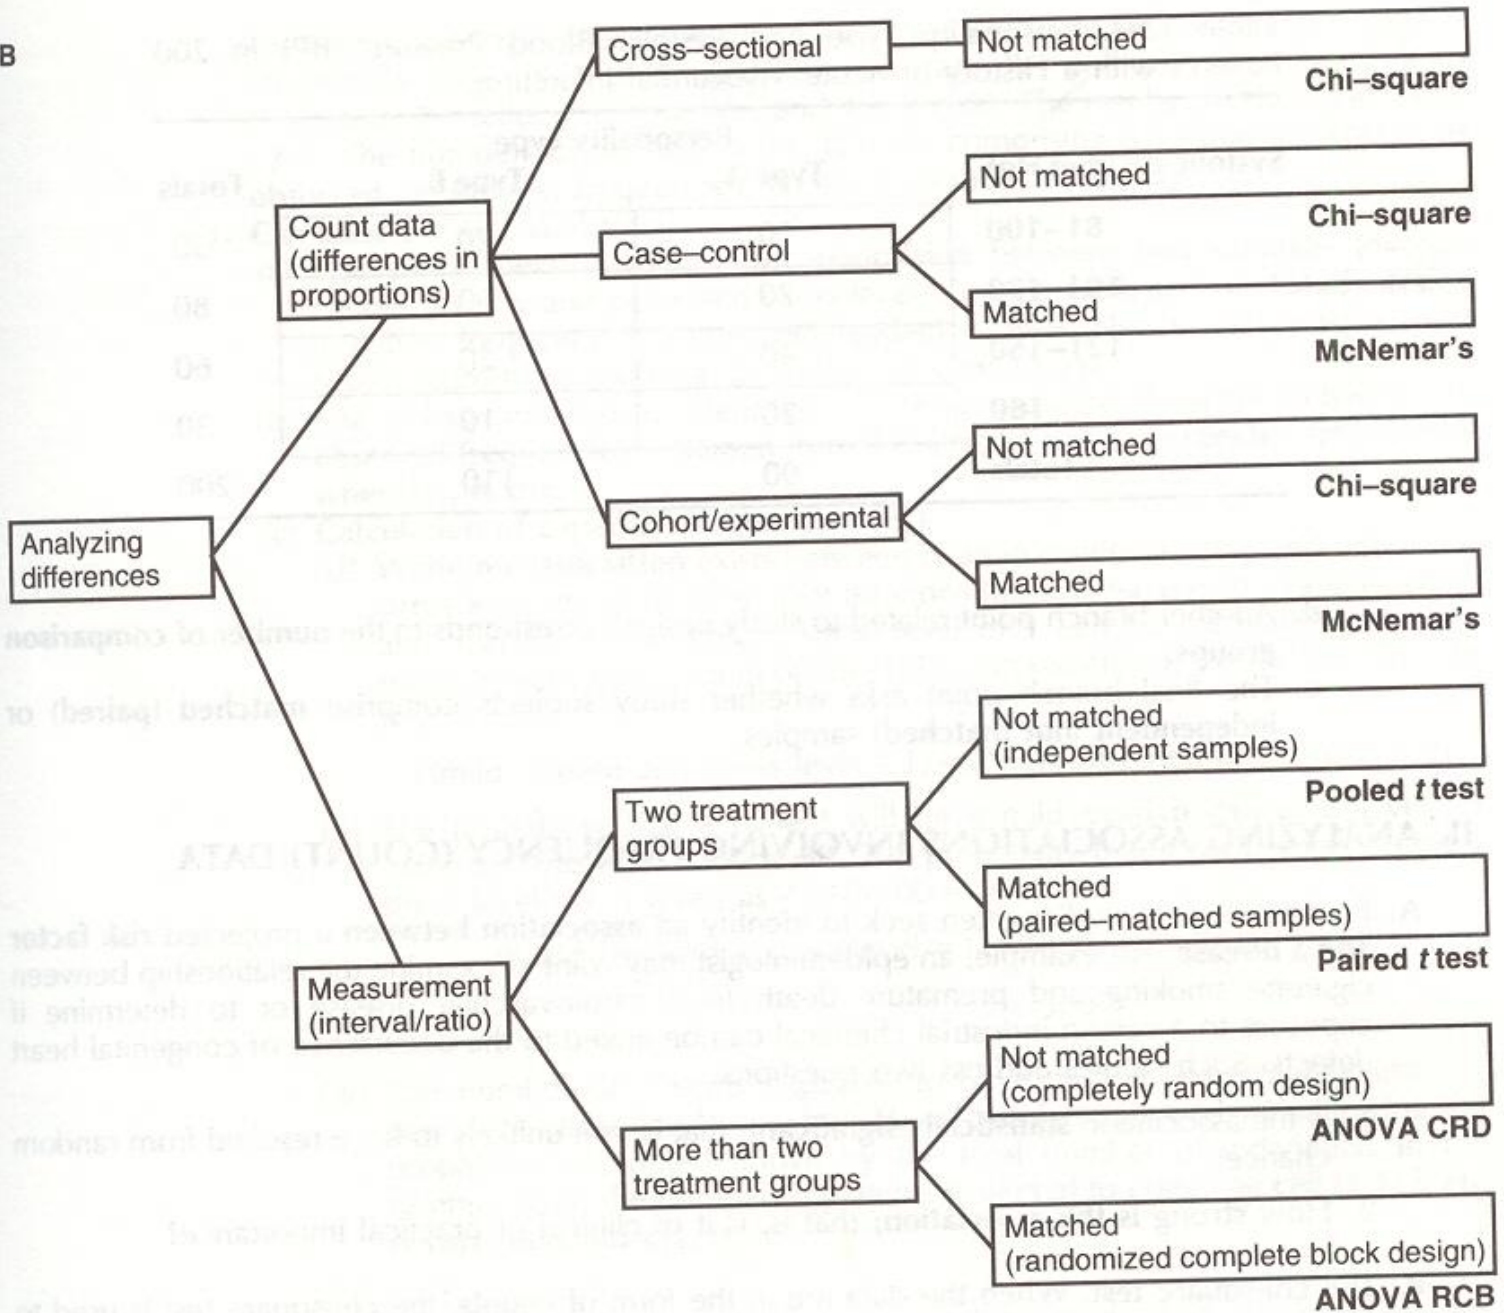 B
Cross–sectional
Not matched
Chi–square
Count data
(differences in
proportions)
Case–control
Not matched
Chi–square
Matched
McNemar's
Cohort/experimental
Not matched
Chi–square
Matched
McNemar's
Analyzing
differences
Measurement
(interval/ratio)
Two treatment
groups
Not matched
(independent samples)
Pooled t test
Matched
(paired–matched samples)
Paired t test
More than two
treatment groups
Not matched
(completely random design)
ANOVA CRD
Matched
(randomized complete block design)
ANOVA RCB